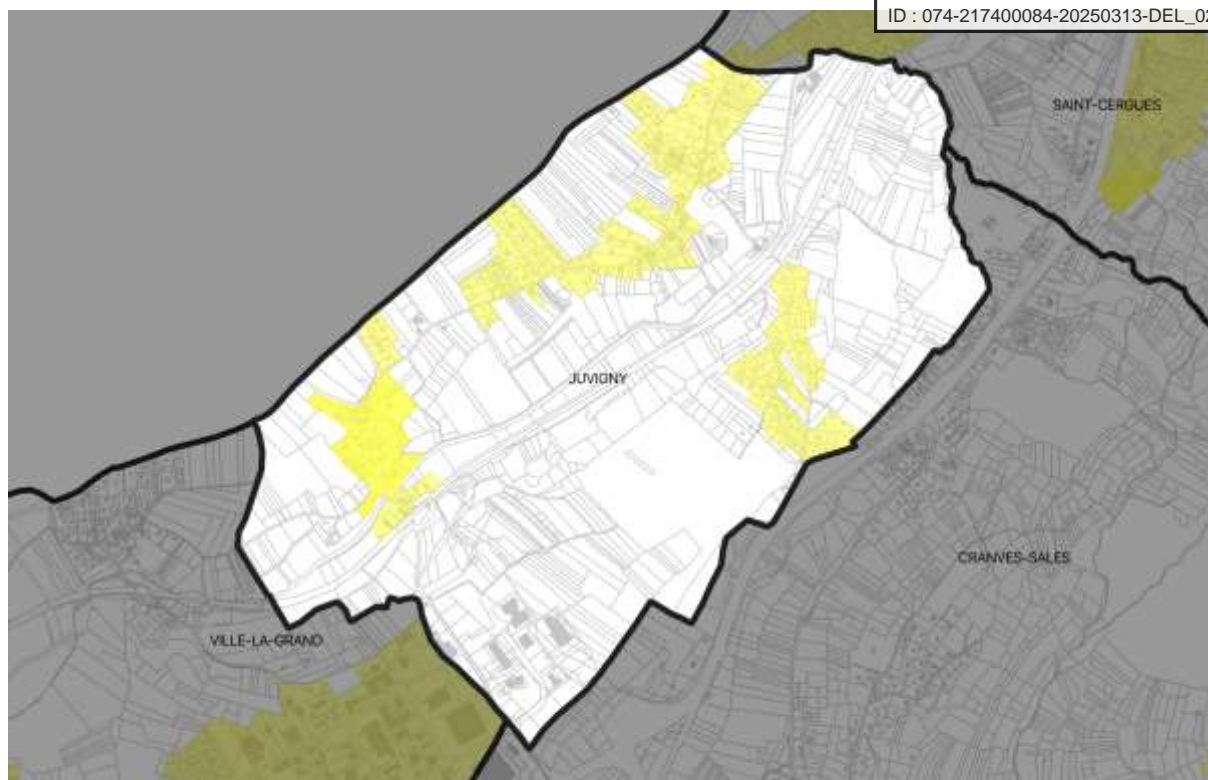 ID : 074-217400084-20250313-DEL_02
SAINT-CERGUES
JUVIGNY
CRANVES-SALES
VILLE-LA-GRAND